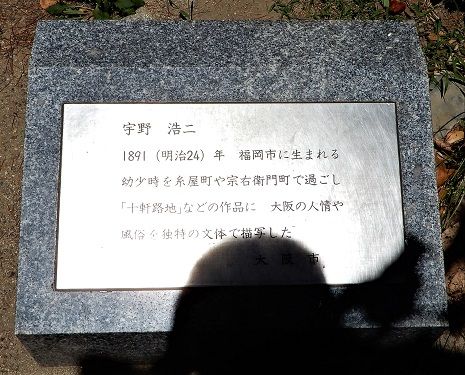 宇野　浩二
1891（明治24）年　福岡市に生まれる
幼少時を糸屋町や宗右衛門町で過ごし
「十軒路地」などの作品に　大阪の人情や
風俗を独特の文体で描写した
大阪市